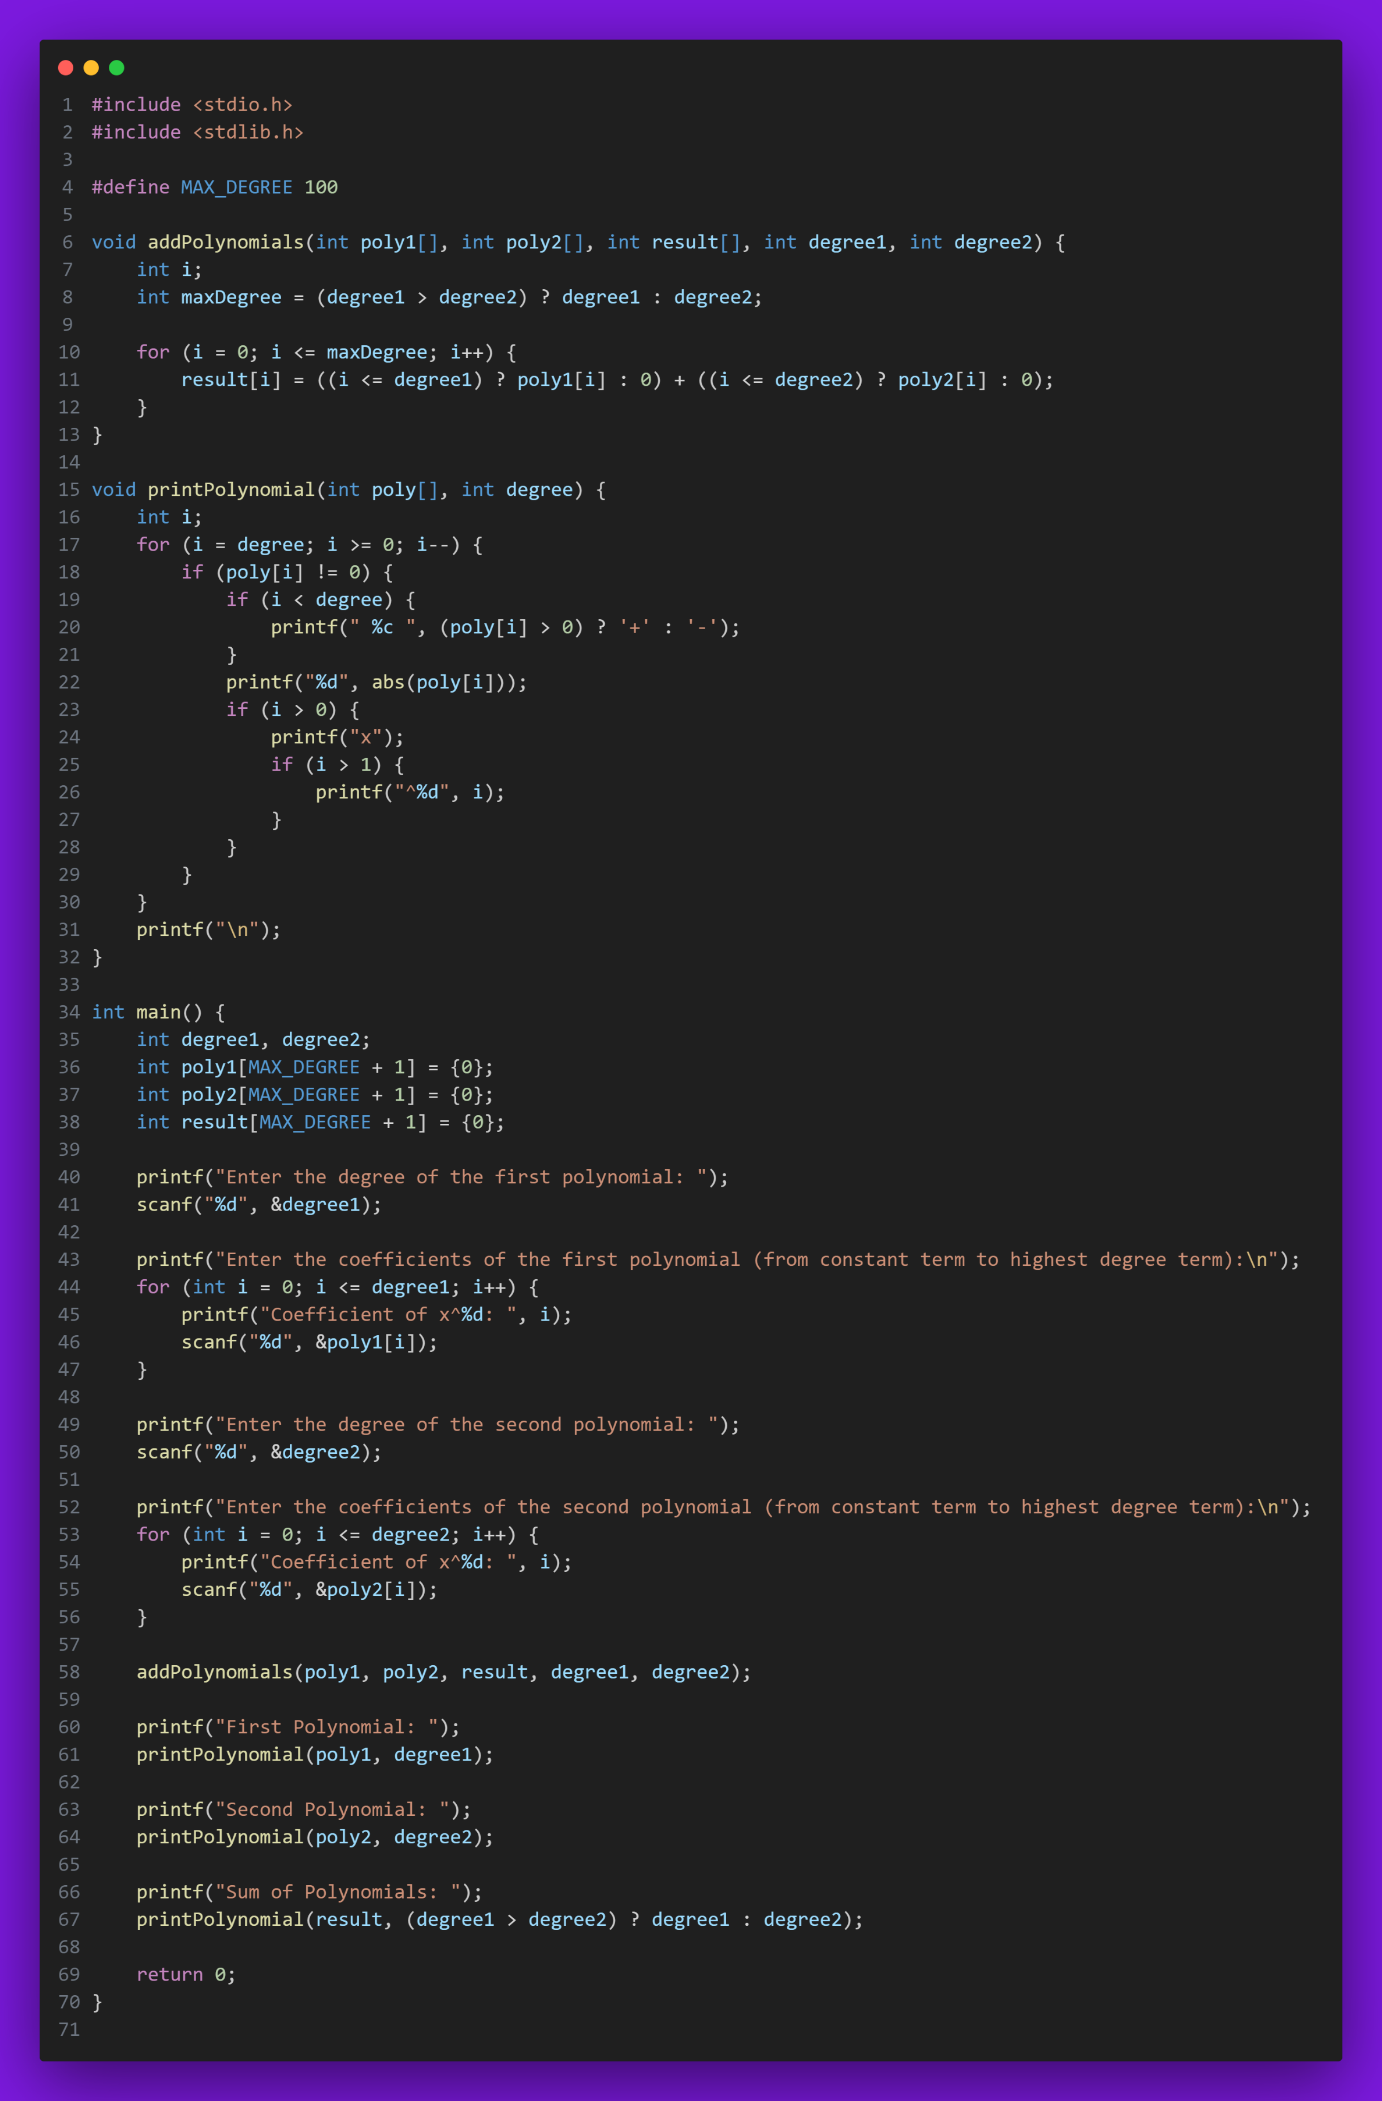 1 #include <stdio.h>
2 #include <stdlib.h>
3
4 #define MAX_DEGREE 100
5
6 void addPolynomials(int poly1[], int poly2[], int result[], int degree1, int degree2) {
7     int i;
8     int maxDegree = (degree1 > degree2) ? degree1 : degree2;
9
10     for (i = 0; i <= maxDegree; i++) {
11         result[i] = ((i <= degree1) ? poly1[i] : 0) + ((i <= degree2) ? poly2[i] : 0);
12     }
13 }
14
15 void printPolynomial(int poly[], int degree) {
16     int i;
17     for (i = degree; i >= 0; i--) {
18         if (poly[i] != 0) {
19             if (i < degree) {
20                 printf(" %c ", (poly[i] > 0) ? '+' : '-');
21             }
22             printf("%d", abs(poly[i]));
23             if (i > 0) {
24                 printf("x");
25                 if (i > 1) {
26                     printf("^%d", i);
27                 }
28             }
29         }
30     }
31     printf("\n");
32 }
33
34 int main() {
35     int degree1, degree2;
36     int poly1[MAX_DEGREE + 1] = {0};
37     int poly2[MAX_DEGREE + 1] = {0};
38     int result[MAX_DEGREE + 1] = {0};
39
40     printf("Enter the degree of the first polynomial: ");
41     scanf("%d", &degree1);
42
43     printf("Enter the coefficients of the first polynomial (from constant term to highest degree term):\n");
44     for (int i = 0; i <= degree1; i++) {
45         printf("Coefficient of x^%d: ", i);
46         scanf("%d", &poly1[i]);
47     }
48
49     printf("Enter the degree of the second polynomial: ");
50     scanf("%d", &degree2);
51
52     printf("Enter the coefficients of the second polynomial (from constant term to highest degree term):\n");
53     for (int i = 0; i <= degree2; i++) {
54         printf("Coefficient of x^%d: ", i);
55         scanf("%d", &poly2[i]);
56     }
57
58     addPolynomials(poly1, poly2, result, degree1, degree2);
59
60     printf("First Polynomial: ");
61     printPolynomial(poly1, degree1);
62
63     printf("Second Polynomial: ");
64     printPolynomial(poly2, degree2);
65
66     printf("Sum of Polynomials: ");
67     printPolynomial(result, (degree1 > degree2) ? degree1 : degree2);
68
69     return 0;
70 }
71